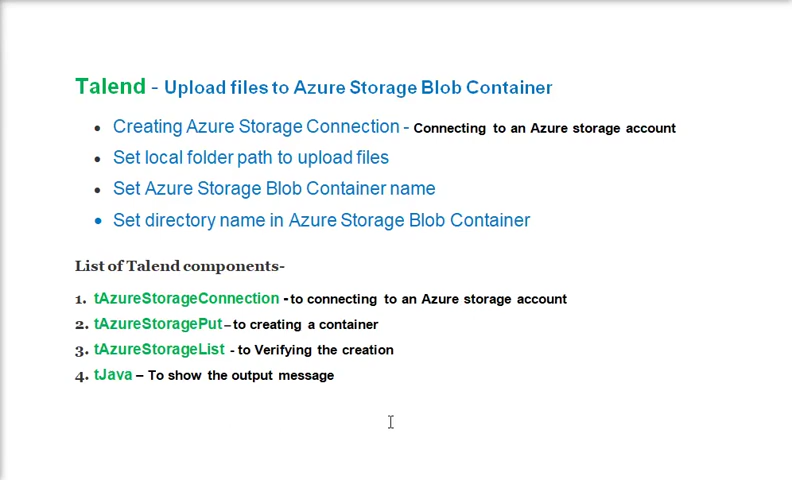 Talend - Upload files to Azure Storage Blob Container
• Creating Azure Storage Connection - Connecting to an Azure storage account
• Set local folder path to upload files
• Set Azure Storage Blob Container name
• Set directory name in Azure Storage Blob Container
List of Talend components-
1. tAzureStorageConnection - to connecting to an Azure storage account
2. tAzureStoragePut – to creating a container
3. tAzureStorageList - to Verifying the creation
4. tJava – To show the output message